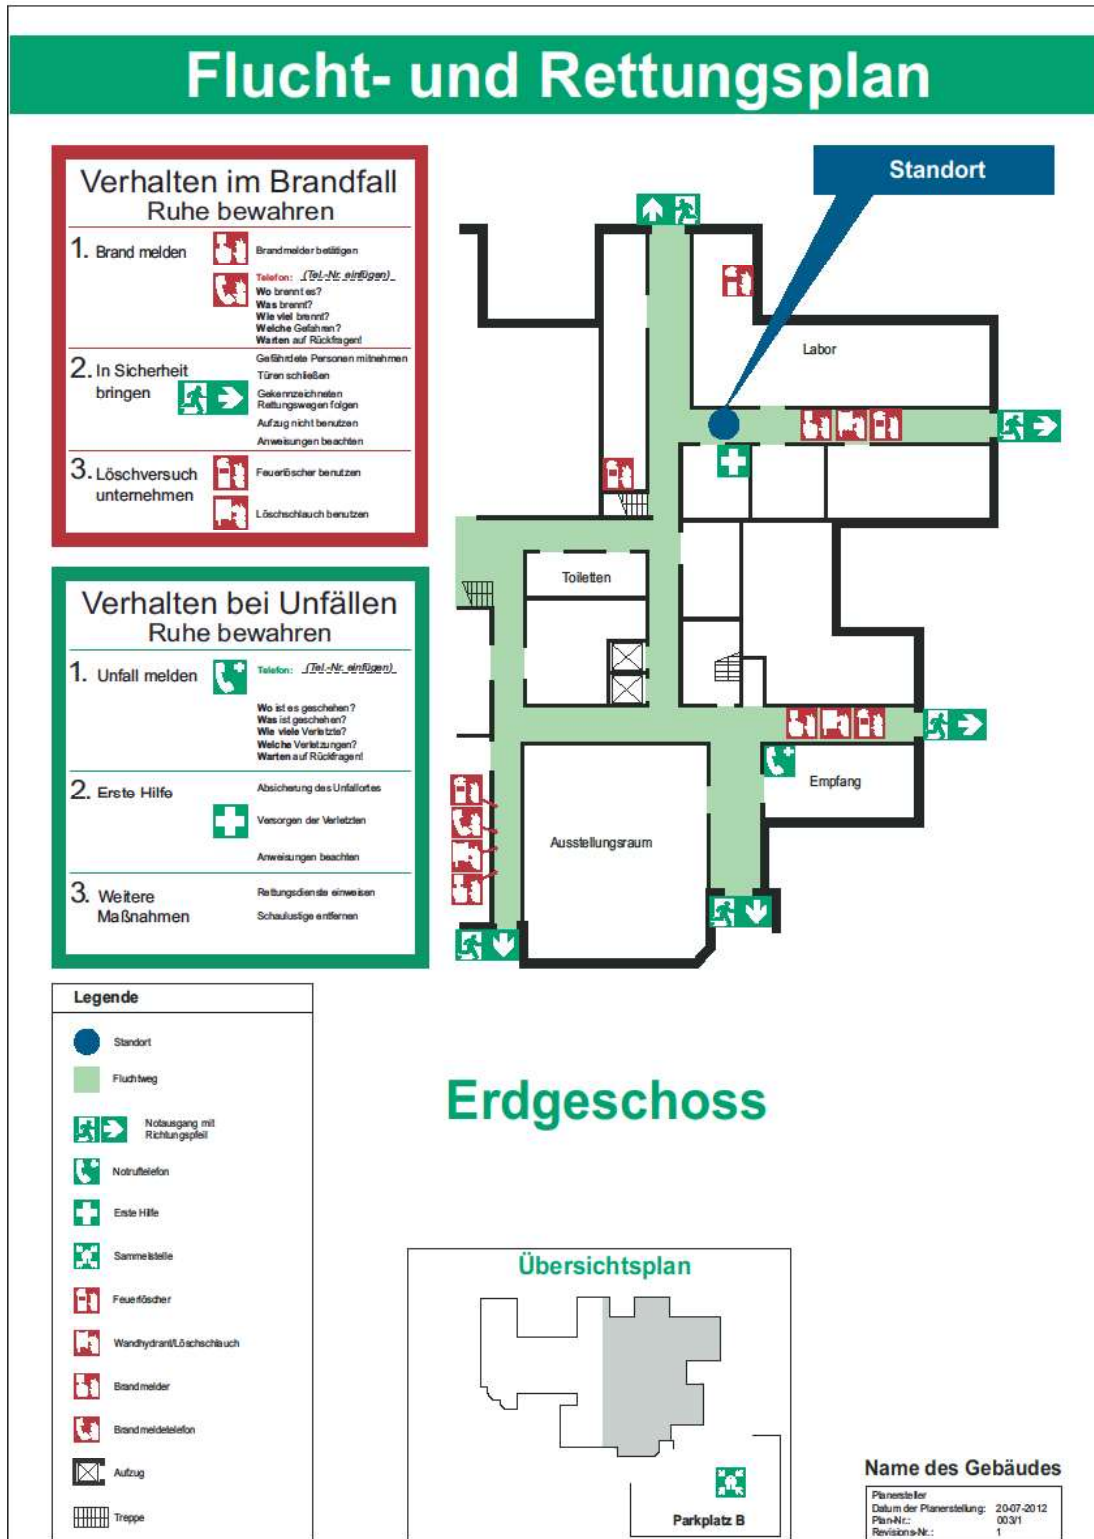 Flucht- und Rettungsplan
Verhalten im Brandfall
Ruhe bewahren
1. Brand melden
Brandmelder betätigen
Telefon: (Tel.-Nr. einfügen)
Wo brennt es?
Was brennt?
Wie viel brennt?
Welche Gefahren?
Warten auf Rückfragen!
2. In Sicherheit
bringen
Gefährdete Personen mitnehmen
Türen schließen
Gekennzeichneten
Rettungswegen folgen
Aufzug nicht benutzen
Anweisungen beachten
3. Löschversuch
unternehmen
Feuerlöscher benutzen
Löschschlauch benutzen
Verhalten bei Unfällen
Ruhe bewahren
1. Unfall melden
Telefon: (Tel.-Nr. einfügen)
Wo ist es geschehen?
Was ist geschehen?
Wie viele Verletzte?
Welche Verletzungen?
Warten auf Rückfragen!
2. Erste Hilfe
Absicherung des Unfallortes
Versorgen der Verletzten
Anweisungen beachten
3. Weitere
Maßnahmen
Rettungsdienste einweisen
Schaulustige entfernen
Standort
Labor
Toiletten
Empfang
Ausstellungsraum
Legende
Standort
Fluchtweg
Notausgang mit
Richtungspfeil
Notruftelefon
Erste Hilfe
Sammelstelle
Feuerlöscher
Wandhydrant/Löschschlauch
Brandmelder
Brandmeldetelefon
Aufzug
Treppe
Erdgeschoss
Übersichtsplan
Parkplatz B
Name des Gebäudes
Planersteller
Datum der Planerstellung: 20-07-2012
Plan-Nr.: 003/1
Revisions-Nr.: 1